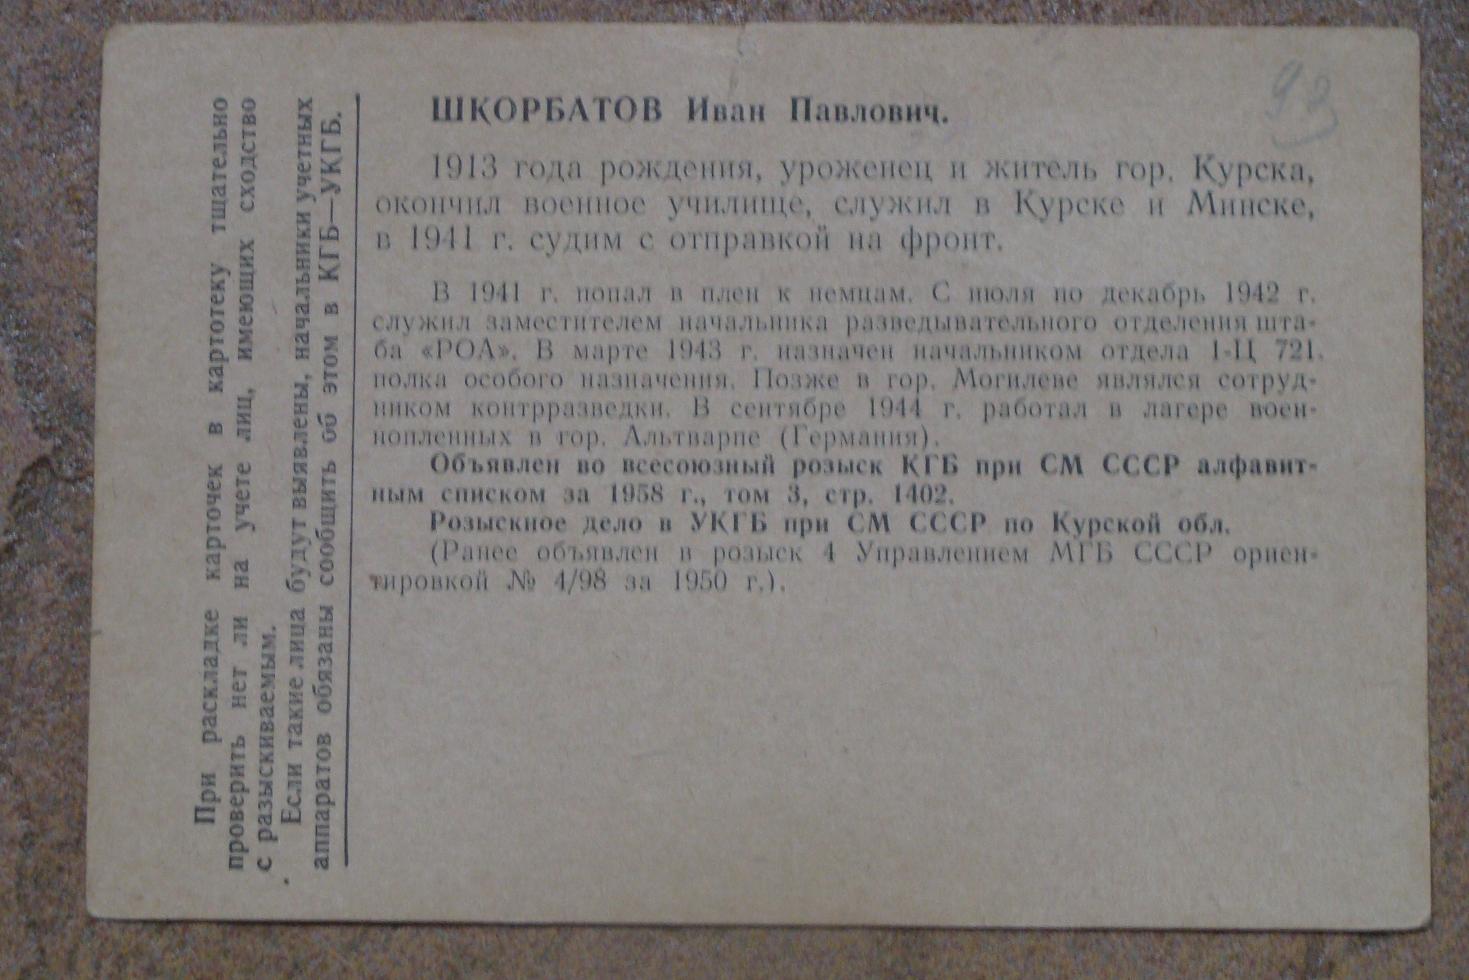 ШКОРБАТОВ Иван Павлович.
1913 года рождения, уроженец и житель гор. Курска,
окончил военное училище, служил в Курске и Минске,
в 1941 г. судим с отправкой на фронт.
В 1941 г. попал в плен к немцам. С июля по декабрь 1942 г.
служил заместителем начальника разведывательного отделения шта-
ба «РОА». В марте 1943 г. назначен начальником отдела 1-Ц 721.
полка особого назначения. Позже в гор. Могилеве являлся сотруд-
ником контрразведки. В сентябре 1944 г. работал в лагере воен-
нопленных в гор. Альтварпе (Германия).
Объявлен во всесоюзный розыск КГБ при СМ СССР алфавит-
ным списком за 1958 г., том 3, стр. 1402.
Розыскное дело в УКГБ при СМ СССР по Курской обл.
(Ранее объявлен в розыск 4 Управлением МГБ СССР ориен-
тировкой № 4/98 за 1950 г.).
При раскладке карточек в картотеку тщательно
проверить нет ли на учете лиц, имеющих сходство
с разыскиваемым.
Если такие лица будут выявлены, начальники учетных
аппаратов обязаны сообщить об этом в КГБ—УКГБ.